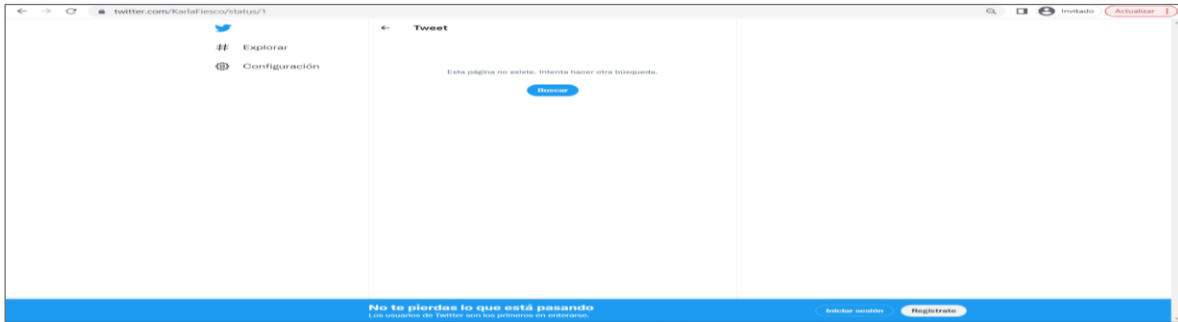 twitter.com/KarlaFiesco/status/1
Invitado
Actualizar
Explorar
Configuración
Tweet
Esta página no existe. Intenta hacer otra búsqueda.
Buscar
No te pierdas lo que está pasando
Los usuarios de Twitter son los primeros en enterarse.
Iniciar sesión
Regístrate